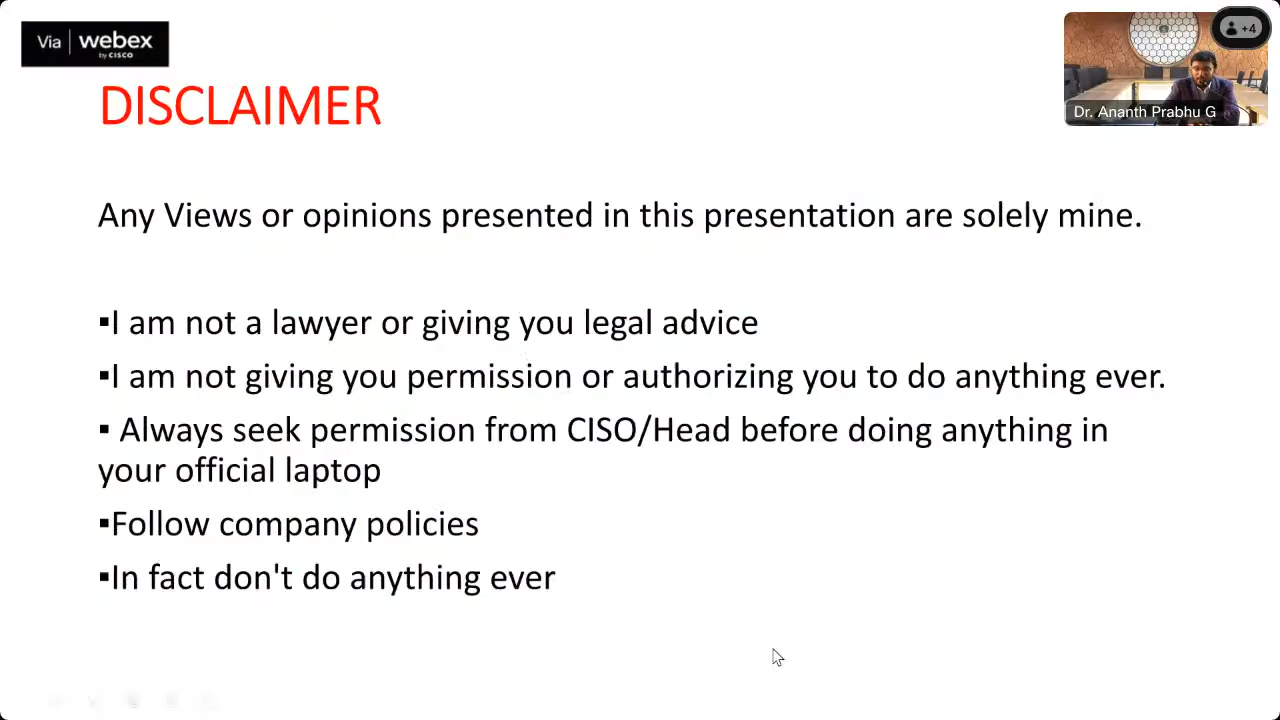 Via | webex
by CISCO
+4
Dr. Ananth Prabhu G
DISCLAIMER
Any Views or opinions presented in this presentation are solely mine.
▪I am not a lawyer or giving you legal advice
▪I am not giving you permission or authorizing you to do anything ever.
▪ Always seek permission from CISO/Head before doing anything in
your official laptop
▪Follow company policies
▪In fact don't do anything ever